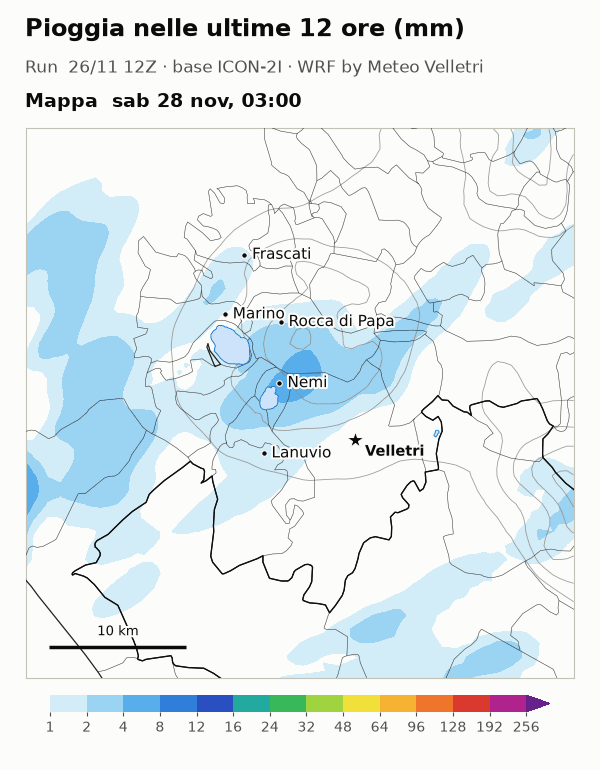 Pioggia nelle ultime 12 ore (mm)
Run  26/11 12Z · base ICON-2I · WRF by Meteo Velletri
Mappa  sab 28 nov, 03:00
Frascati
Marino
Rocca di Papa
Nemi
Velletri
Lanuvio
10 km
1 2 4 8 12 16 24 32 48 64 96 128 192 256